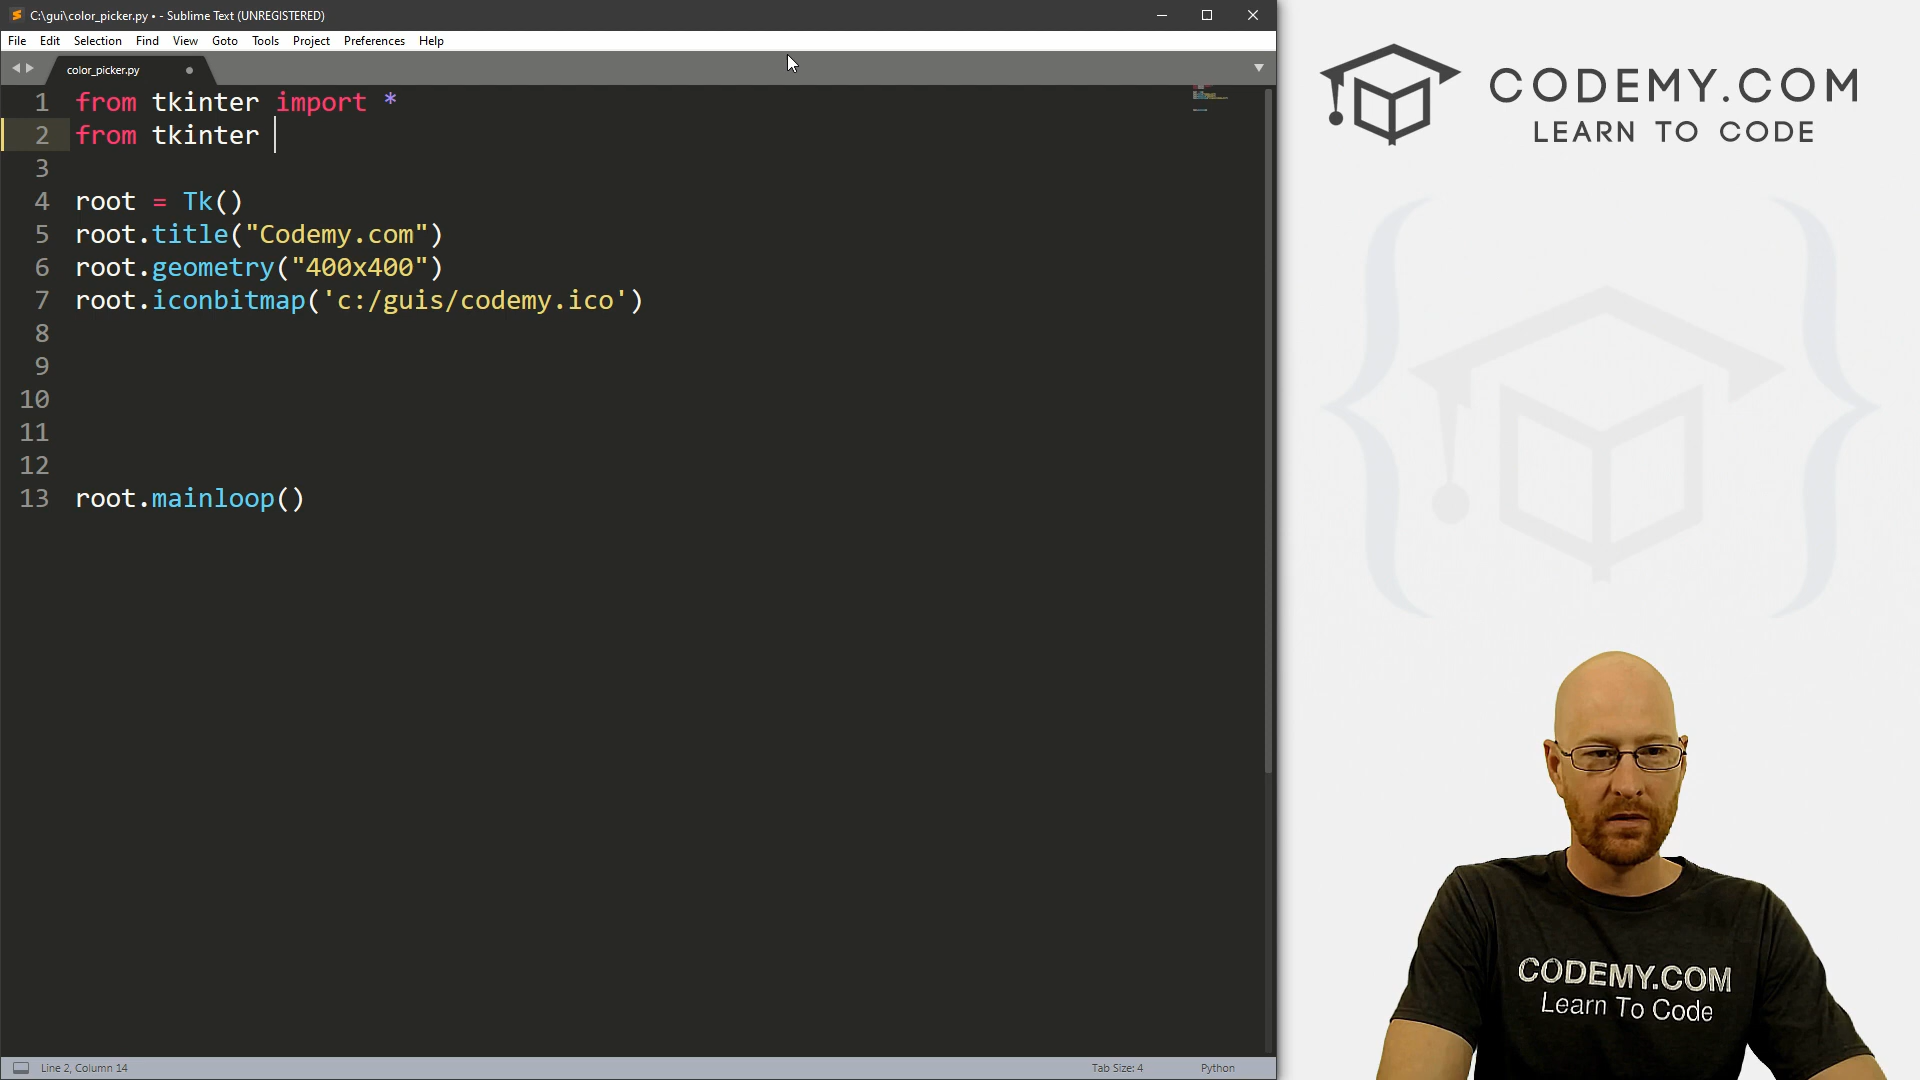 C:\gui\color_picker.py • - Sublime Text (UNREGISTERED)
File Edit Selection Find View Goto Tools Project Preferences Help
color_picker.py
1 from tkinter import *
2 from tkinter
3
4 root = Tk()
5 root.title("Codemy.com")
6 root.geometry("400x400")
7 root.iconbitmap('c:/guis/codemy.ico')
8
9
10
11
12
13 root.mainloop()
Line 2, Column 14
Tab Size: 4
Python
CODEMY.COM
LEARN TO CODE
CODEMY.COM
Learn To Code